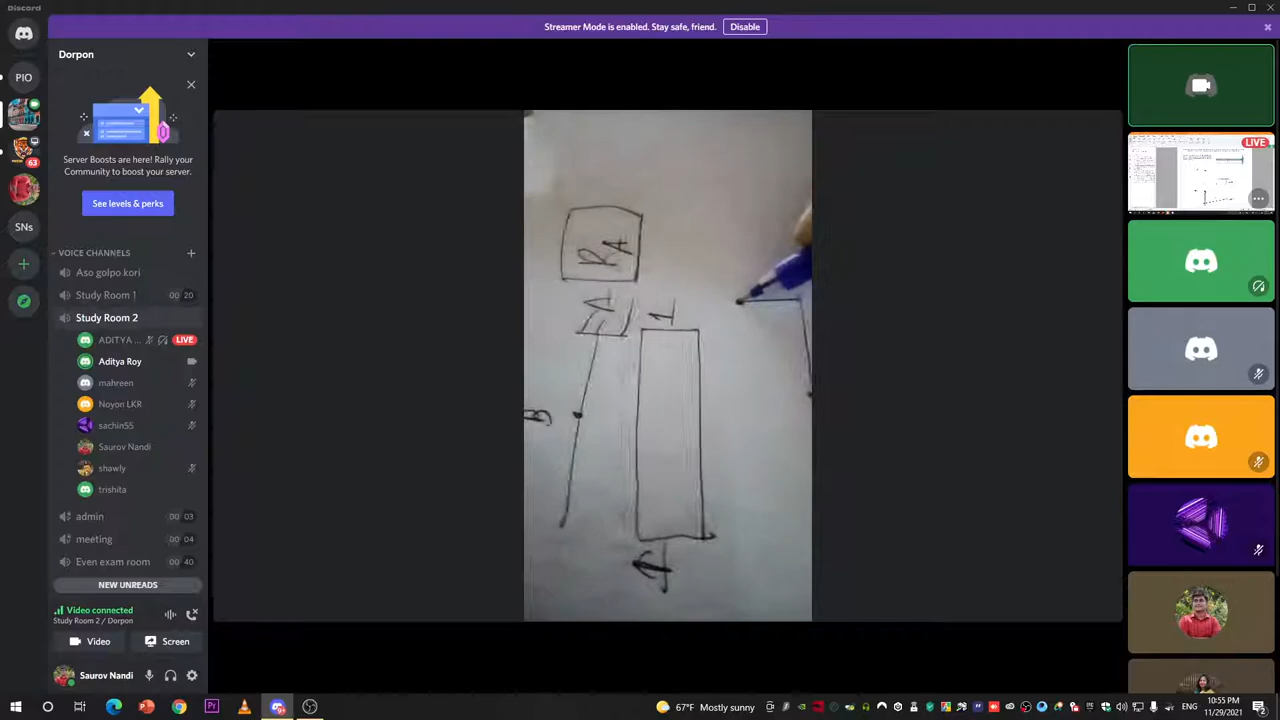 Discord
Streamer Mode is enabled. Stay safe, friend.
Disable
Dorpon
PIO
Server Boosts are here! Rally your
Community to boost your server.
See levels & perks
63
SNs
VOICE CHANNELS
Aso golpo kori
Study Room 1
00 20
Study Room 2
ADITYA ...
LIVE
Aditya Roy
mahreen
Noyon LKR
sachin55
Saurov Nandi
shawly
trishita
admin
00 03
meeting
00 04
Even exam room
00 40
NEW UNREADS
Video connected
Study Room 2 / Dorpon
Video
Screen
Saurov Nandi
LIVE
RA
1
B
67°F Mostly sunny
ENG
10:55 PM
11/29/2021